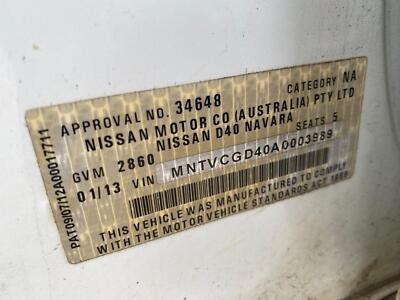 APPROVAL NO. 34648 CATEGORY NA
NISSAN MOTOR CO (AUSTRALIA) PTY LTD
NISSAN D40 NAVARA
GVM 2860 SEATS 5
01/13 VIN MNTVCGD40A0003989
THIS VEHICLE WAS MANUFACTURED TO COMPLY
WITH THE MOTOR VEHICLE STANDARDS ACT 1989
PAT09/07/12A00017711